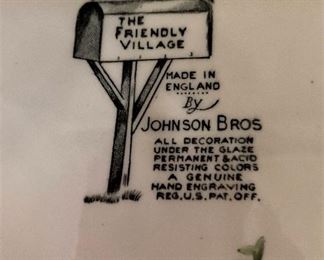 THE
FRIENDLY
VILLAGE
MADE IN
ENGLAND
By
JOHNSON BROS
ALL DECORATION
UNDER THE GLAZE
PERMANENT & ACID
RESISTING COLORS
A GENUINE
HAND ENGRAVING
REG. U.S. PAT. OFF.